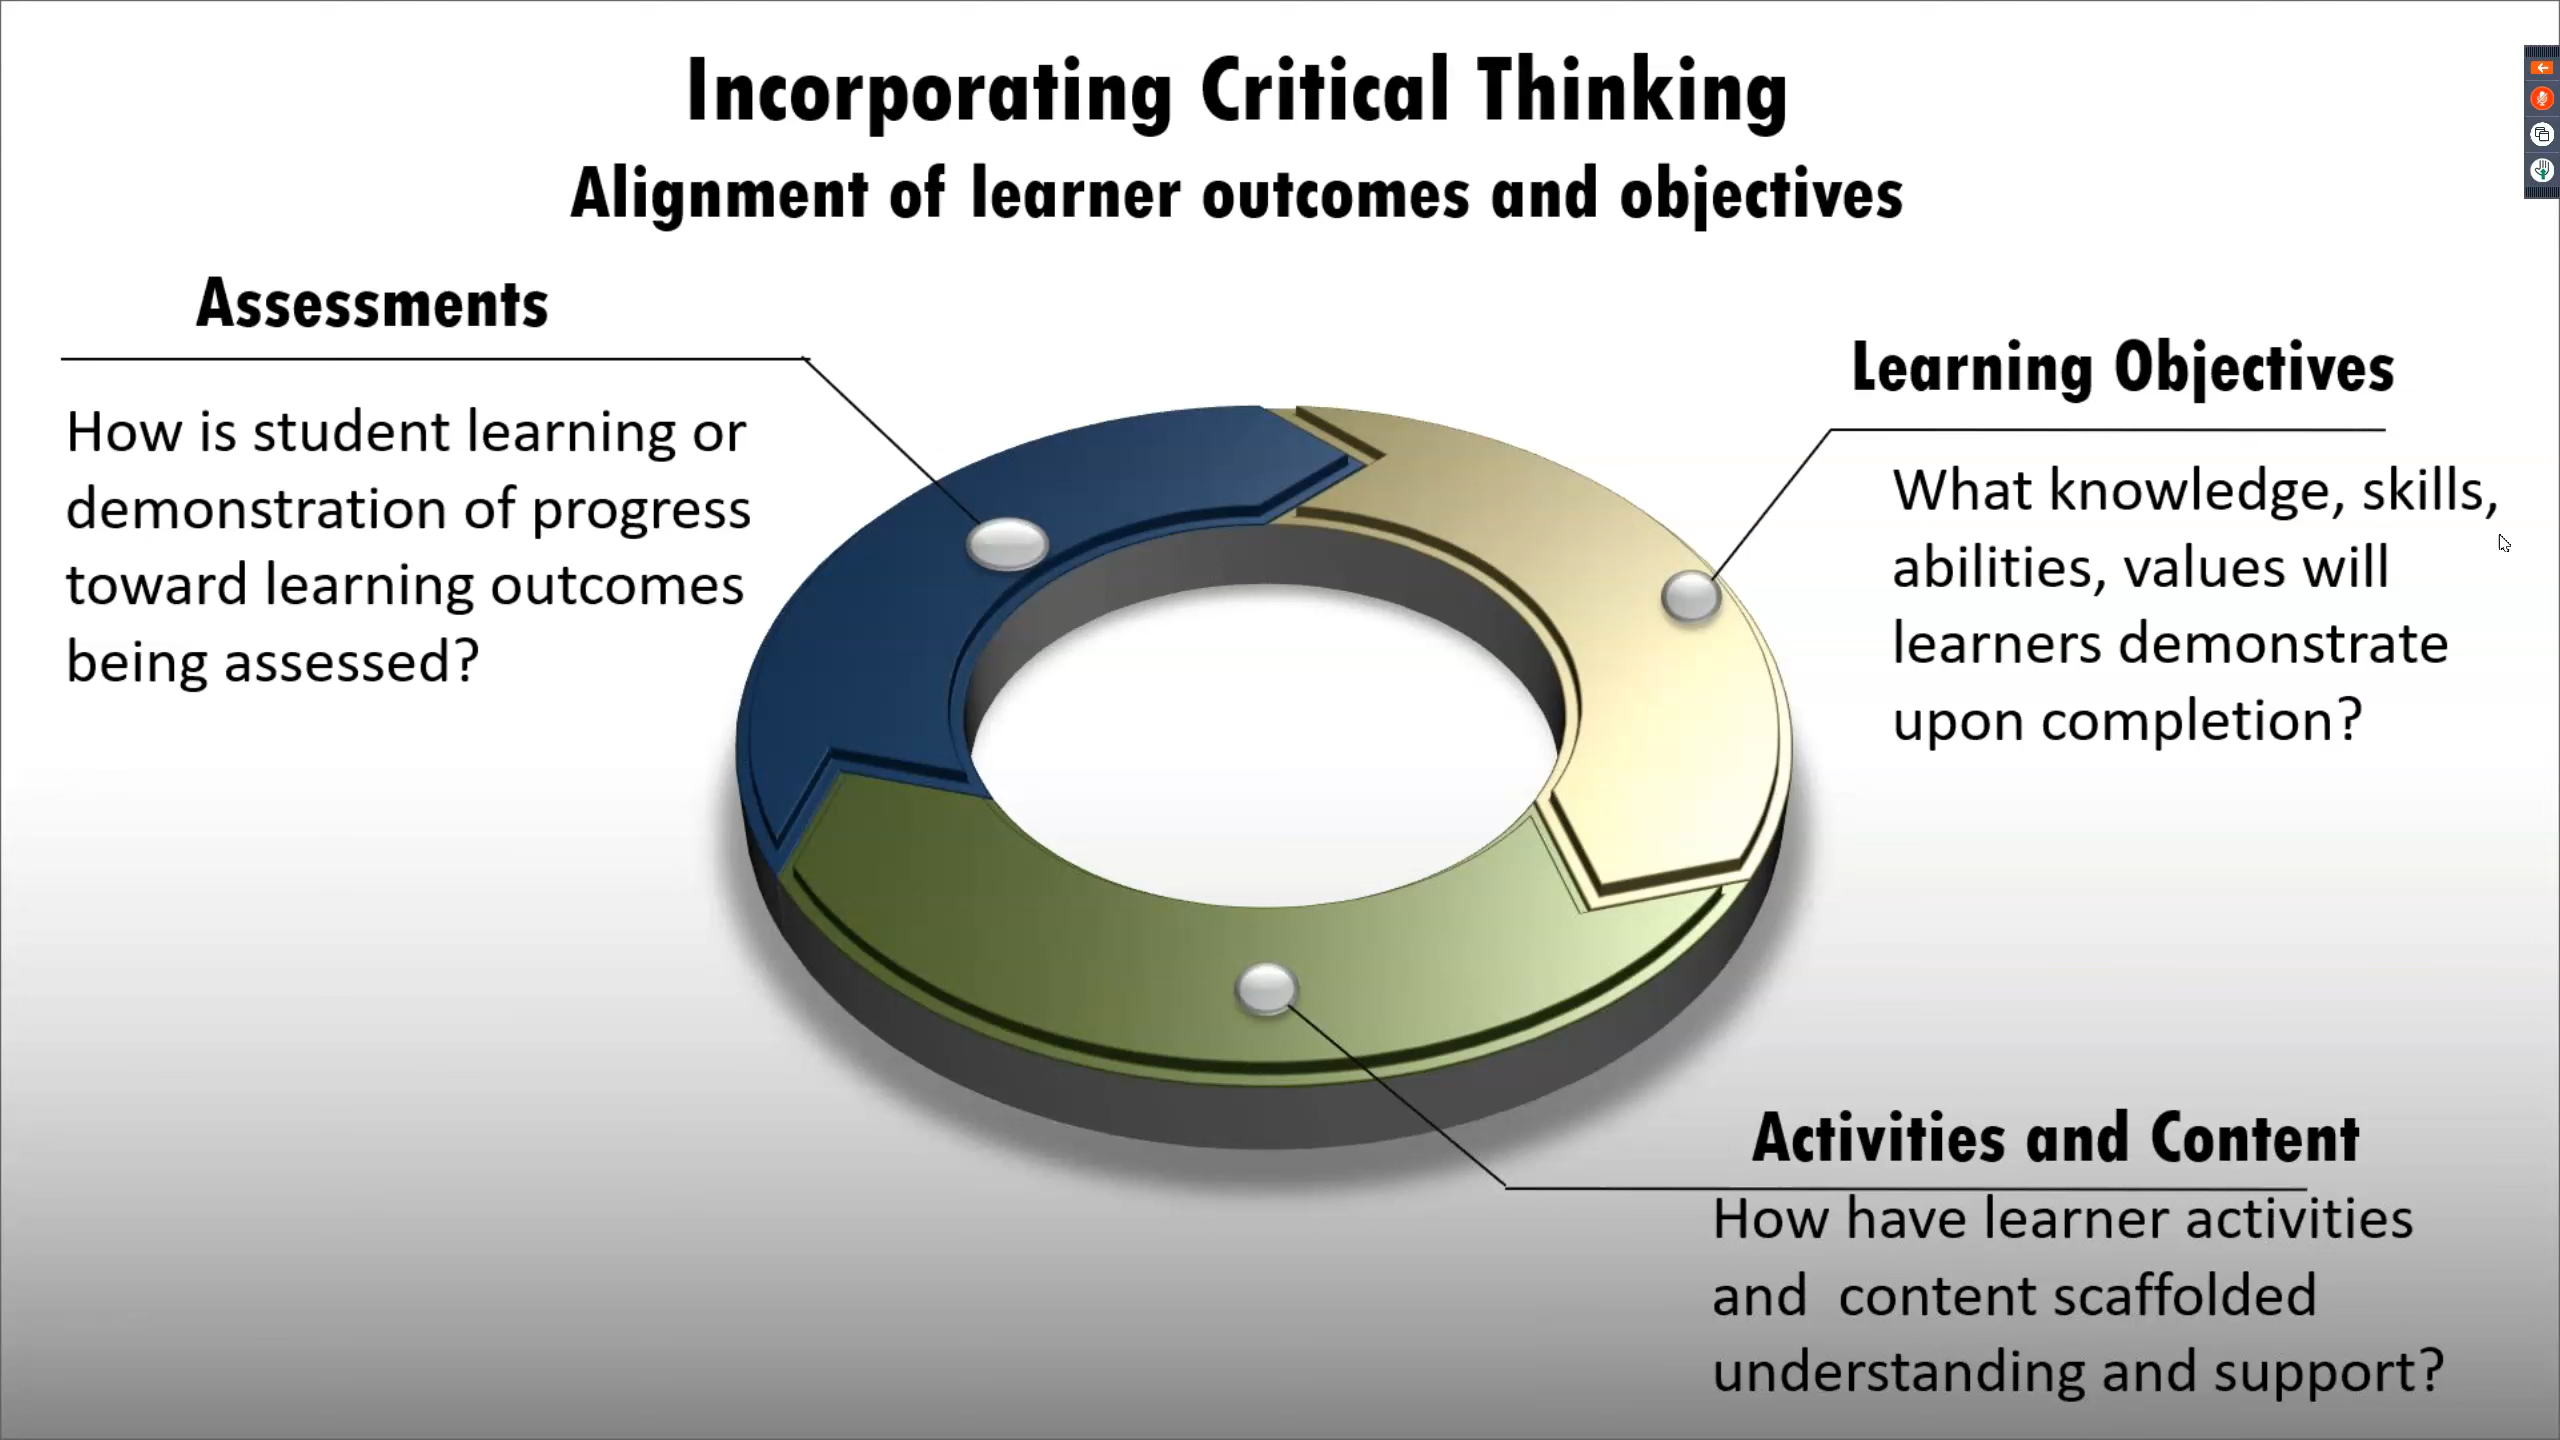 Incorporating Critical Thinking
Alignment of learner outcomes and objectives
Assessments
How is student learning or
demonstration of progress
toward learning outcomes
being assessed?
Learning Objectives
What knowledge, skills,
abilities, values will
learners demonstrate
upon completion?
Activities and Content
How have learner activities
and  content scaffolded
understanding and support?